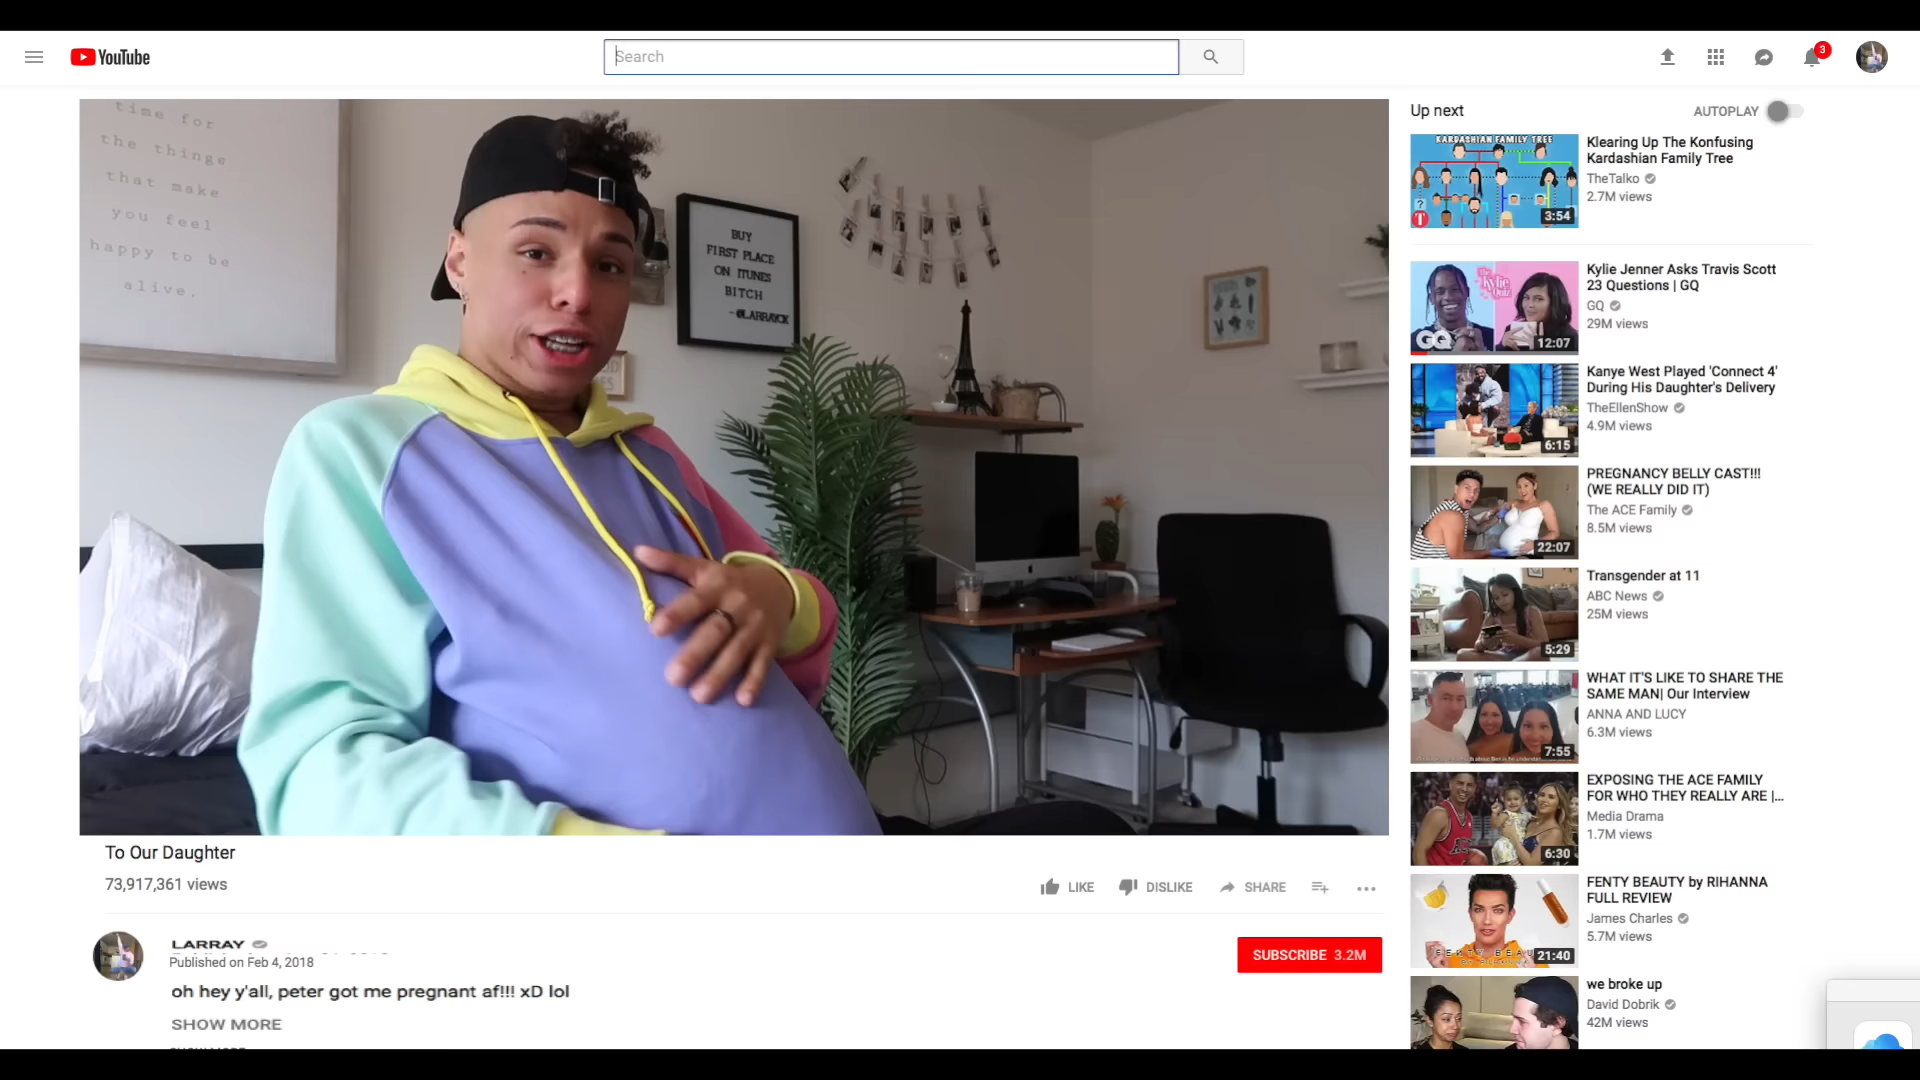 YouTube
Search
3
time for
the things
that make
you feel
happy to be
alive.
BUY
FIRST PLACE
ON ITUNES
BITCH
-@LARRAYCK
To Our Daughter
73,917,361 views
LIKE
DISLIKE
SHARE
LARRAY
Published on Feb 4, 2018
SUBSCRIBE 3.2M
oh hey y'all, peter got me pregnant af!!! xD lol
SHOW MORE
Up next
AUTOPLAY
KARDASHIAN FAMILY TREE
?
T
3:54
Klearing Up The Konfusing
Kardashian Family Tree
TheTalko
2.7M views
Kylie
GQ
12:07
Kylie Jenner Asks Travis Scott
23 Questions | GQ
GQ
29M views
6:15
Kanye West Played 'Connect 4'
During His Daughter's Delivery
TheEllenShow
4.9M views
22:07
PREGNANCY BELLY CAST!!!
(WE REALLY DID IT)
The ACE Family
8.5M views
5:29
Transgender at 11
ABC News
25M views
7:55
WHAT IT'S LIKE TO SHARE THE
SAME MAN| Our Interview
ANNA AND LUCY
6.3M views
6:30
EXPOSING THE ACE FAMILY
FOR WHO THEY REALLY ARE |...
Media Drama
1.7M views
21:40
FENTY BEAUTY by RIHANNA
FULL REVIEW
James Charles
5.7M views
we broke up
David Dobrik
42M views